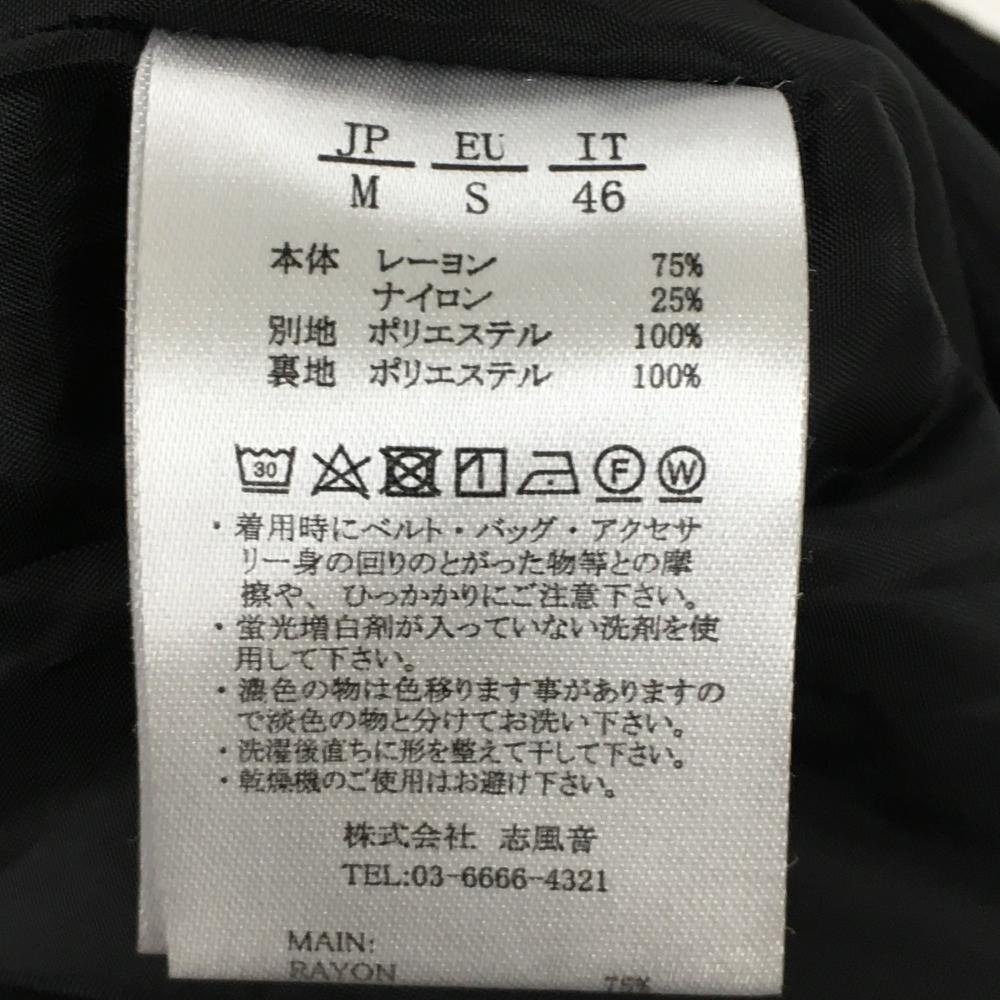 JP EU IT
M S 46
本体 レーヨン 75%
ナイロン 25%
別地 ポリエステル 100%
裏地 ポリエステル 100%
30 F W
・着用時にベルト・バッグ・アクセサ
リー身の回りのとがった物等との摩
擦や、ひっかかりにご注意下さい。
・蛍光増白剤が入っていない洗剤を使
用して下さい。
・濃色の物は色移ります事がありますの
で淡色の物と分けてお洗い下さい。
・洗濯後直ちに形を整えて干して下さい。
・乾燥機のご使用はお避け下さい。
株式会社 志風音
TEL:03-6666-4321
MAIN:
RAYON 75%